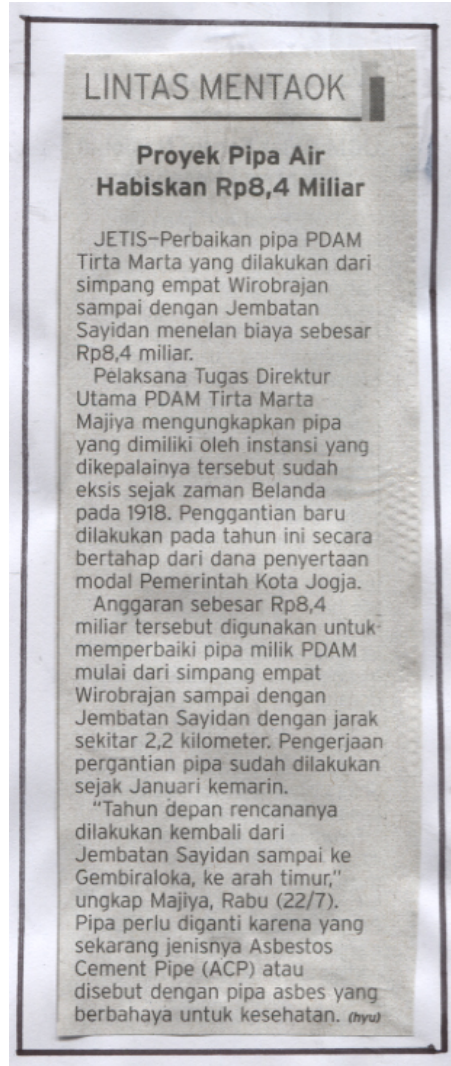 LINTAS MENTAOK
Proyek Pipa Air
Habiskan Rp8,4 Miliar
JETIS–Perbaikan pipa PDAM
Tirta Marta yang dilakukan dari
simpang empat Wirobrajan
sampai dengan Jembatan
Sayidan menelan biaya sebesar
Rp8,4 miliar.
Pelaksana Tugas Direktur
Utama PDAM Tirta Marta
Majiya mengungkapkan pipa
yang dimiliki oleh instansi yang
dikepalainya tersebut sudah
eksis sejak zaman Belanda
pada 1918. Penggantian baru
dilakukan pada tahun ini secara
bertahap dari dana penyertaan
modal Pemerintah Kota Jogja.
Anggaran sebesar Rp8,4
miliar tersebut digunakan untuk
memperbaiki pipa milik PDAM
mulai dari simpang empat
Wirobrajan sampai dengan
Jembatan Sayidan dengan jarak
sekitar 2,2 kilometer. Pengerjaan
pergantian pipa sudah dilakukan
sejak Januari kemarin.
"Tahun depan rencananya
dilakukan kembali dari
Jembatan Sayidan sampai ke
Gembiraloka, ke arah timur,"
ungkap Majiya, Rabu (22/7).
Pipa perlu diganti karena yang
sekarang jenisnya Asbestos
Cement Pipe (ACP) atau
disebut dengan pipa asbes yang
berbahaya untuk kesehatan. (hyu)